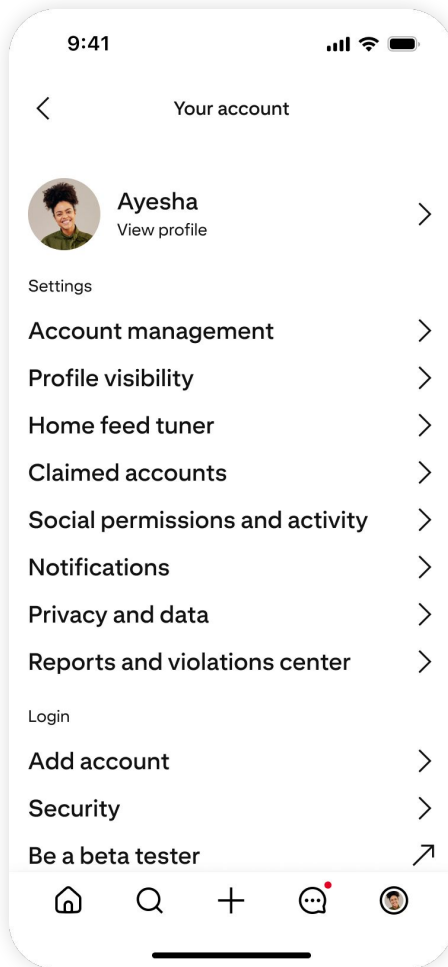 9:41
Your account
Ayesha
View profile
Settings
Account management
Profile visibility
Home feed tuner
Claimed accounts
Social permissions and activity
Notifications
Privacy and data
Reports and violations center
Login
Add account
Security
Be a beta tester